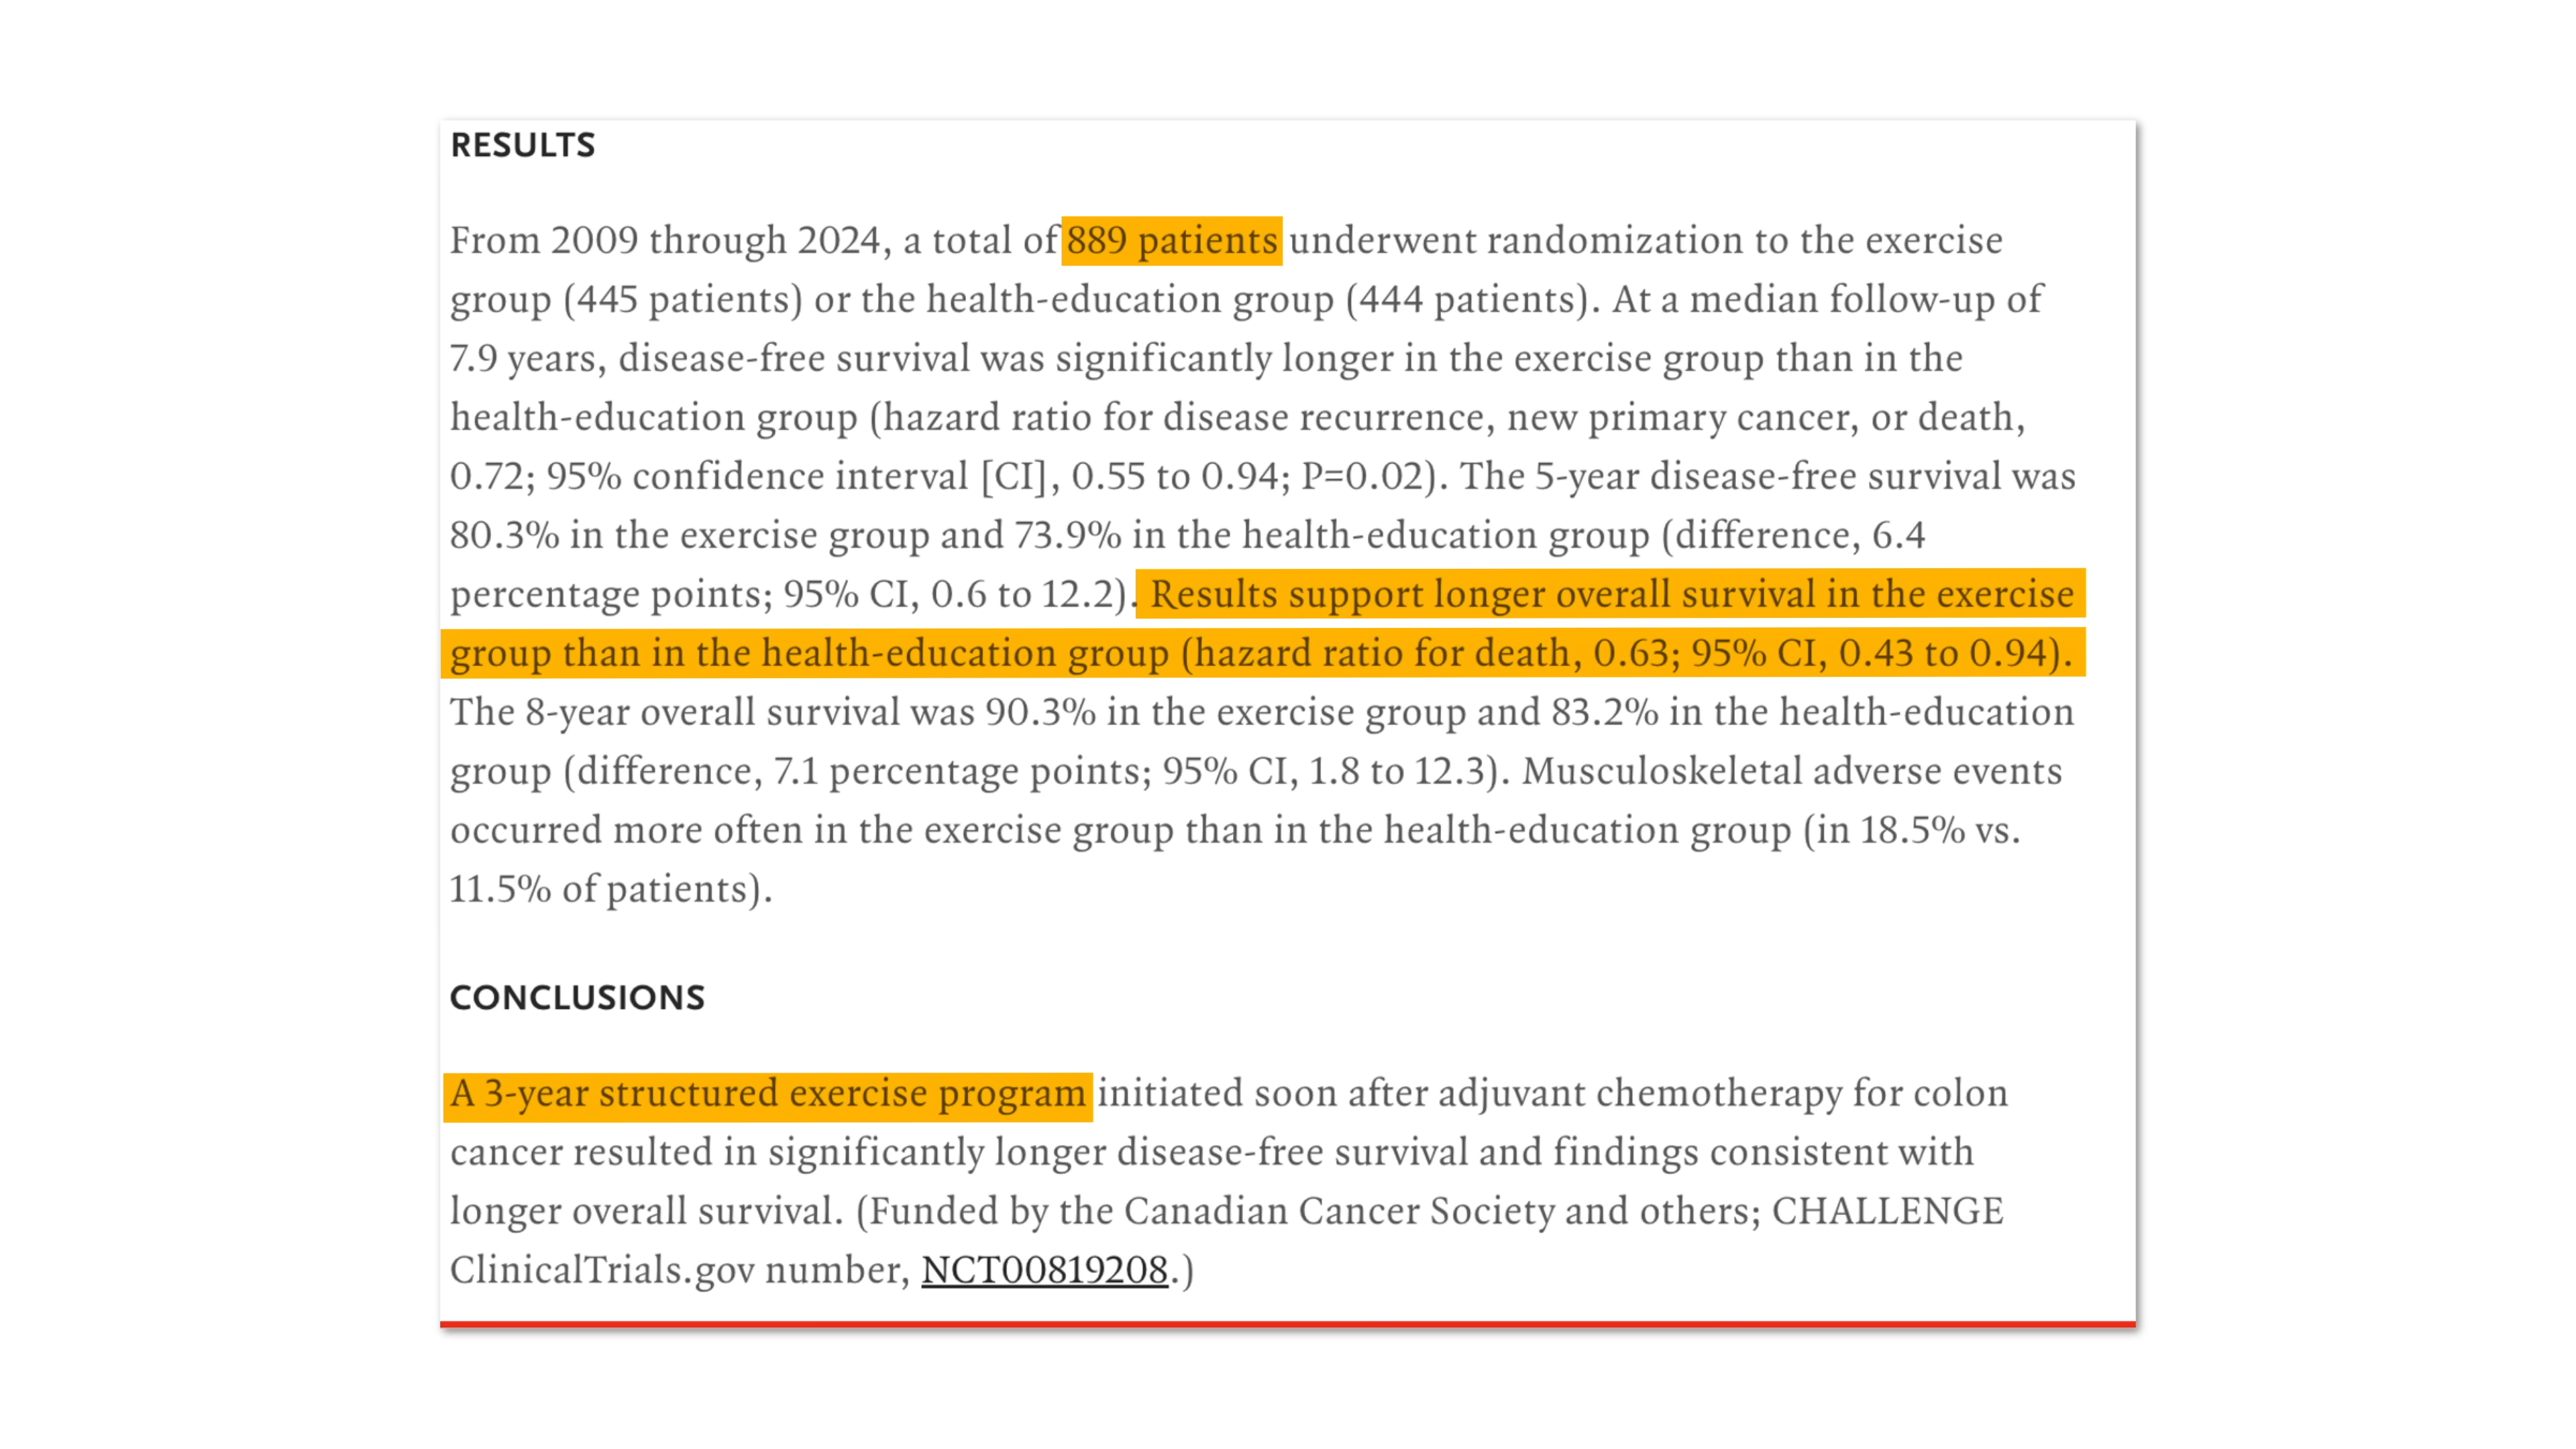 RESULTS
From 2009 through 2024, a total of 889 patients underwent randomization to the exercise
group (445 patients) or the health-education group (444 patients). At a median follow-up of
7.9 years, disease-free survival was significantly longer in the exercise group than in the
health-education group (hazard ratio for disease recurrence, new primary cancer, or death,
0.72; 95% confidence interval [CI], 0.55 to 0.94; P=0.02). The 5-year disease-free survival was
80.3% in the exercise group and 73.9% in the health-education group (difference, 6.4
percentage points; 95% CI, 0.6 to 12.2). Results support longer overall survival in the exercise
group than in the health-education group (hazard ratio for death, 0.63; 95% CI, 0.43 to 0.94).
The 8-year overall survival was 90.3% in the exercise group and 83.2% in the health-education
group (difference, 7.1 percentage points; 95% CI, 1.8 to 12.3). Musculoskeletal adverse events
occurred more often in the exercise group than in the health-education group (in 18.5% vs.
11.5% of patients).
CONCLUSIONS
A 3-year structured exercise program initiated soon after adjuvant chemotherapy for colon
cancer resulted in significantly longer disease-free survival and findings consistent with
longer overall survival. (Funded by the Canadian Cancer Society and others; CHALLENGE
ClinicalTrials.gov number, NCT00819208.)